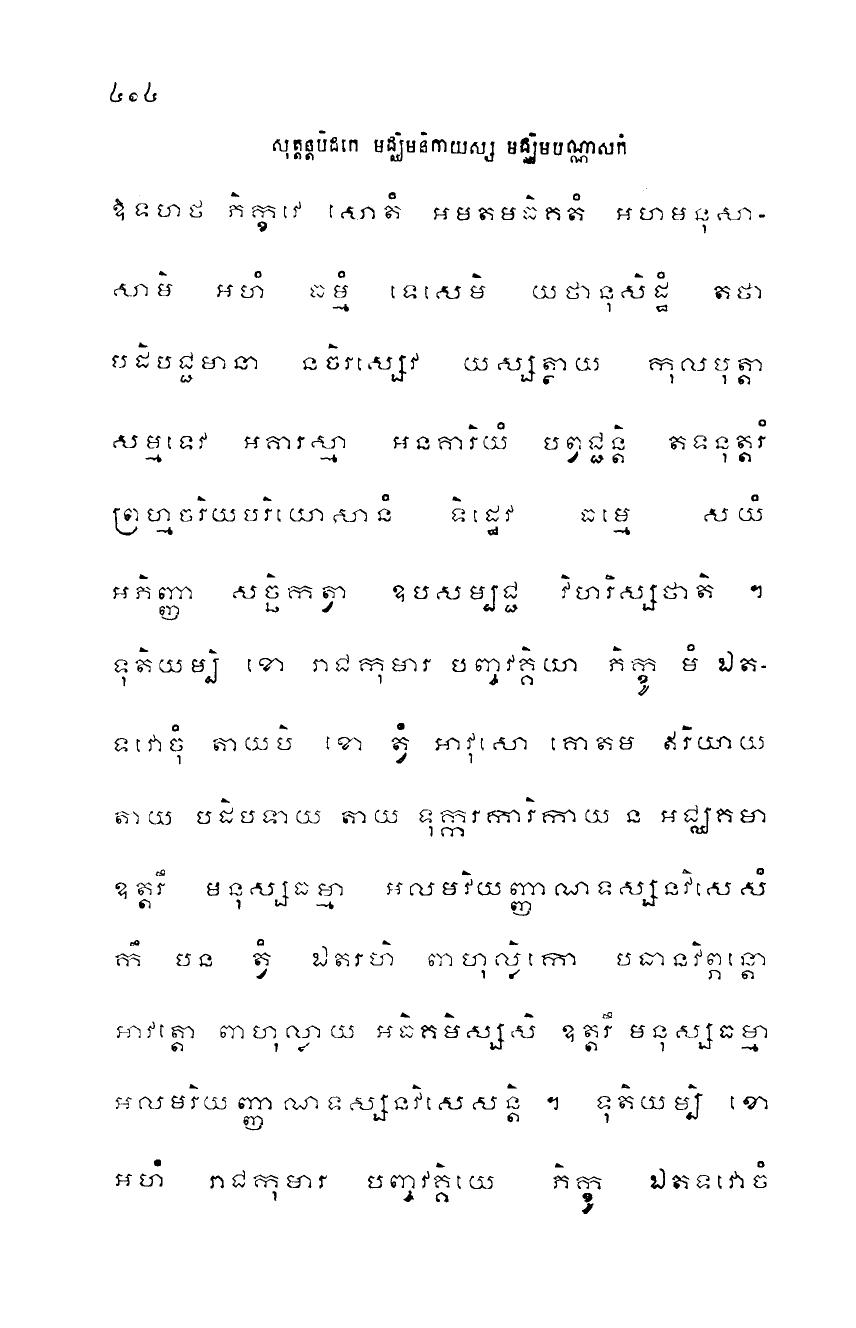 ៤១៤
សុត្តន្តបិដកេ មជ្ឈិមនិកាយស្ស មជ្ឈិមបណ្ណាសកំ
ឱទហថ ភិក្ខវេ សោតំ អមតមធិគតំ អហមនុសា-
សាមិ អហំ ធម្មំ ទេសេមិ យថានុសិដ្ឋំ តថា
បដិបជ្ជមានា នចិរស្សេវ យស្សត្ថាយ កុលបុត្តា
សម្មទេវ អគារស្មា អនគារិយំ បព្វជ្ជន្តិ តទនុត្តរំ
ព្រហ្មចរិយបរិយោសានំ ទិដ្ឋេវ ធម្មេ សយំ
អភិញ្ញា សច្ឆិកត្វា ឧបសម្បជ្ជ វិហរិស្សថាតិ ។
ទុតិយម្បិ ខោ រាជកុមារ បញ្ចវគ្គិយា ភិក្ខូ មំ ឯត-
ទវោចុំ តាយបិ ខោ ត្វំ អាវុសោ គោតម ឥរិយាយ
តាយ បដិបទាយ តាយ ទុក្ករការិកាយ ន អជ្ឈគមា
ឧត្តរឹ មនុស្សធម្មា អលមរិយញ្ញាណទស្សនវិសេសំ
កឹ បន ត្វំ ឯតរហិ ពាហុល្លិកោ បធានវិព្ភន្តោ
អាវត្តោ ពាហុល្លាយ អធិគមិស្សសិ ឧត្តរឹ មនុស្សធម្មា
អលមរិយញ្ញាណទស្សនវិសេសន្តិ ។ ទុតិយម្បិ ខោ
អហំ រាជកុមារ បញ្ចវគ្គិយេ ភិក្ខូ ឯតទវោចំ